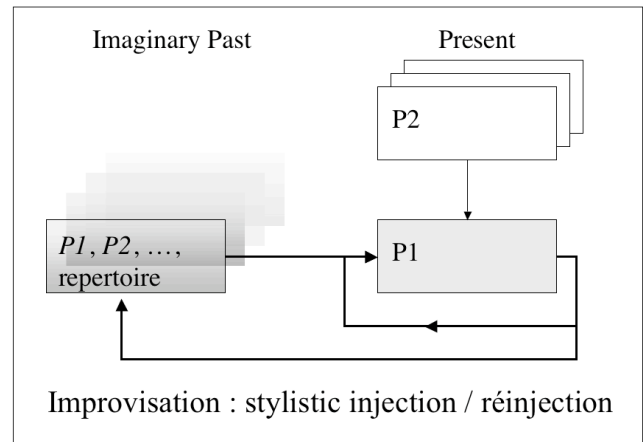 Imaginary Past
Present
P2
P1, P2, …,
repertoire
P1
Improvisation : stylistic injection / réinjection